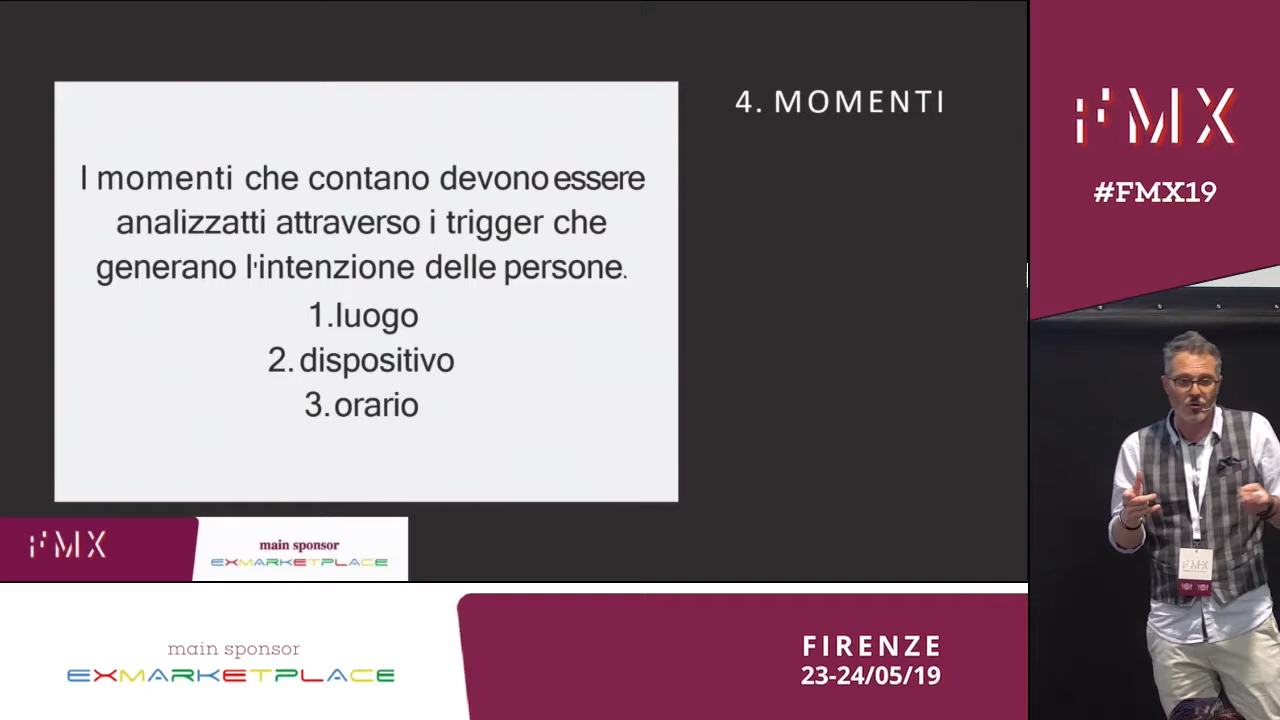 4. MOMENTI
I momenti che contano devono essere
analizzatti attraverso i trigger che
generano l'intenzione delle persone.
1.luogo
2. dispositivo
3. orario
FMX
main sponsor
EXMARKETPLACE
FMX
#FMX19
FMX
main sponsor
EXMARKETPLACE
FIRENZE
23-24/05/19